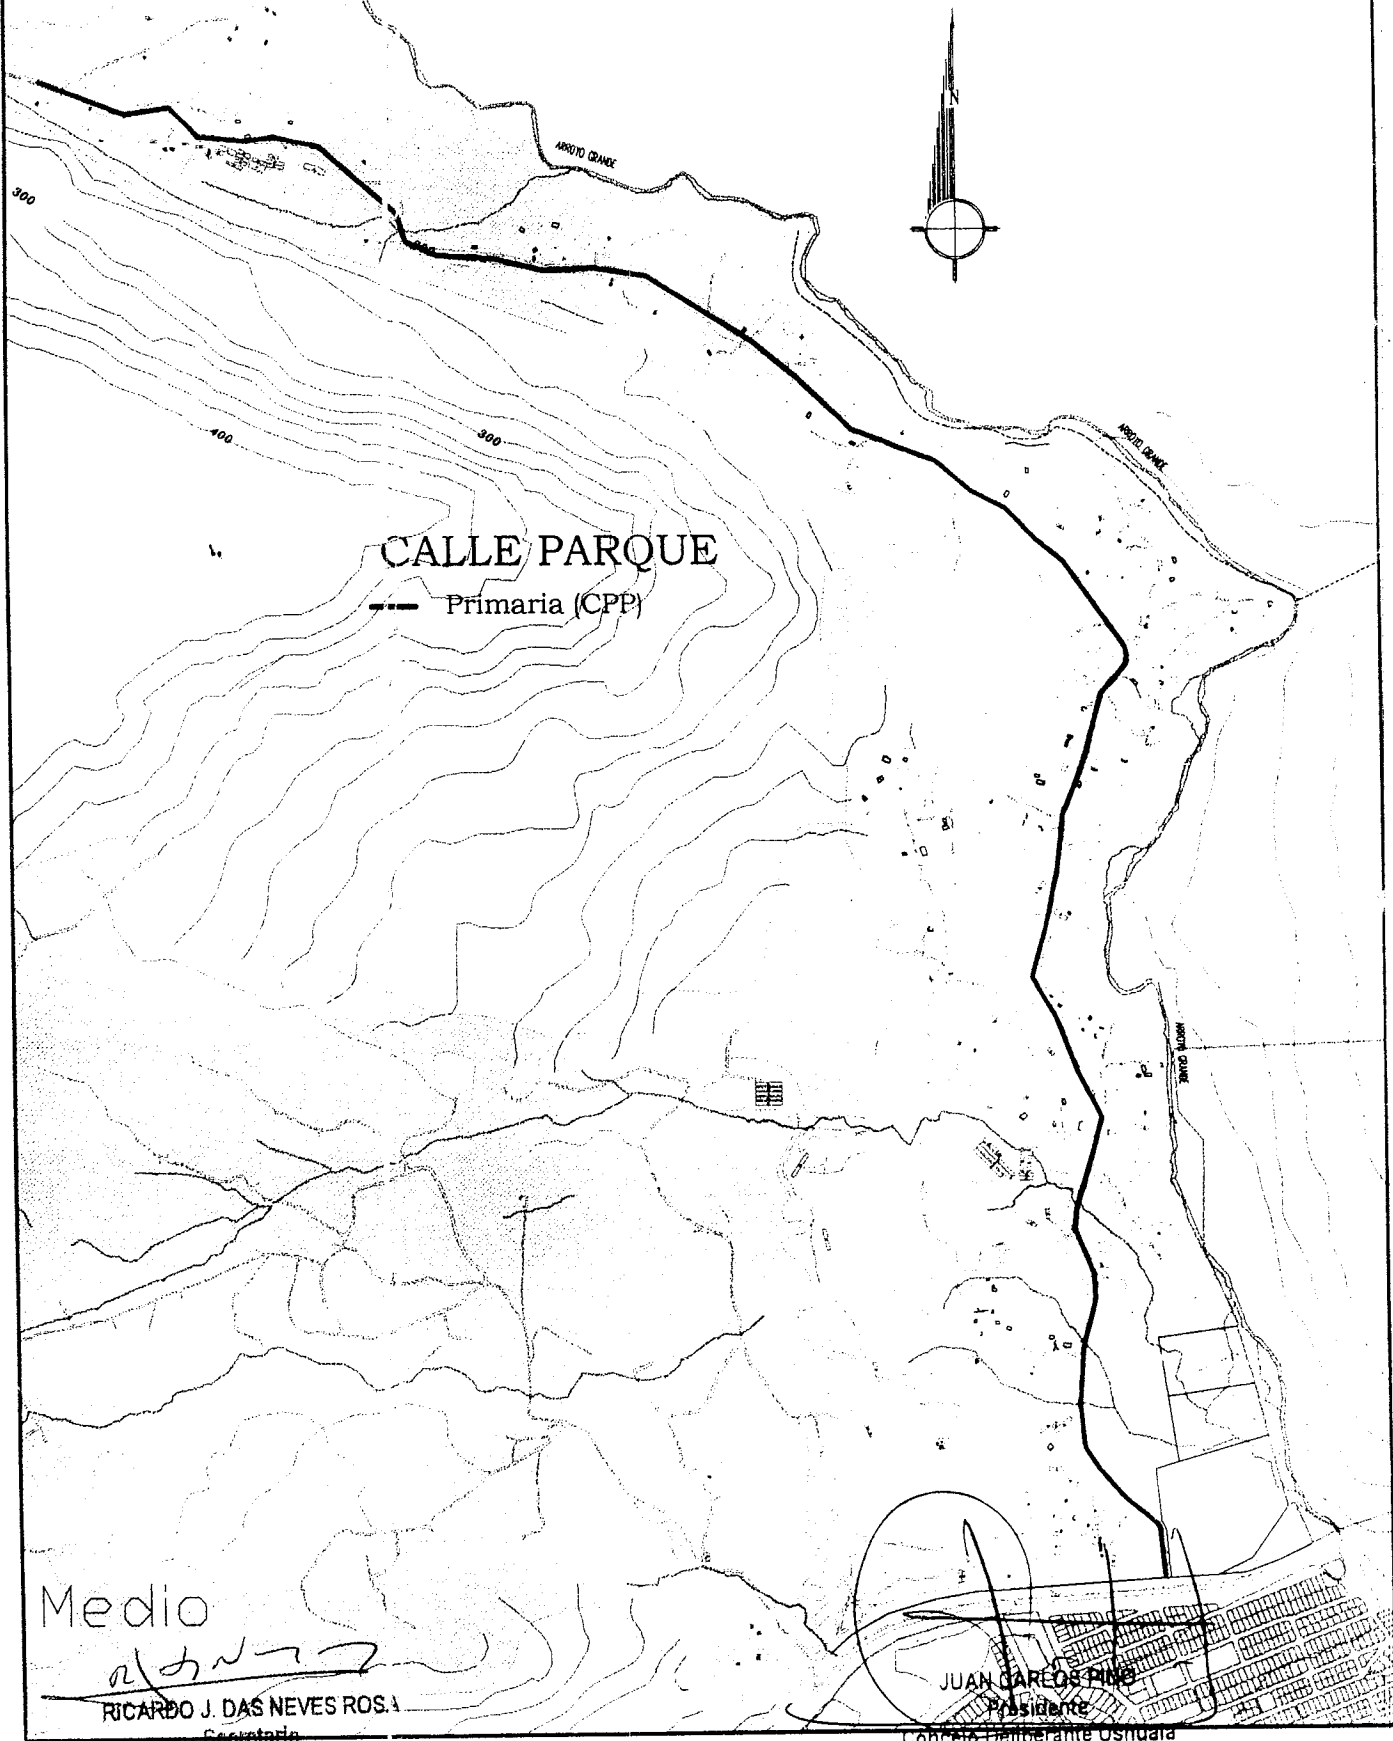 N
ARROYO GRANDE
300
400
300
ARROYO GRANDE
CALLE PARQUE
Primaria (CPP)
ARROYO GRANDE
Medio
RICARDO J. DAS NEVES ROSA
Secretario
JUAN CARLOS PINO
Presidente
Concejo Deliberante Ushuaia